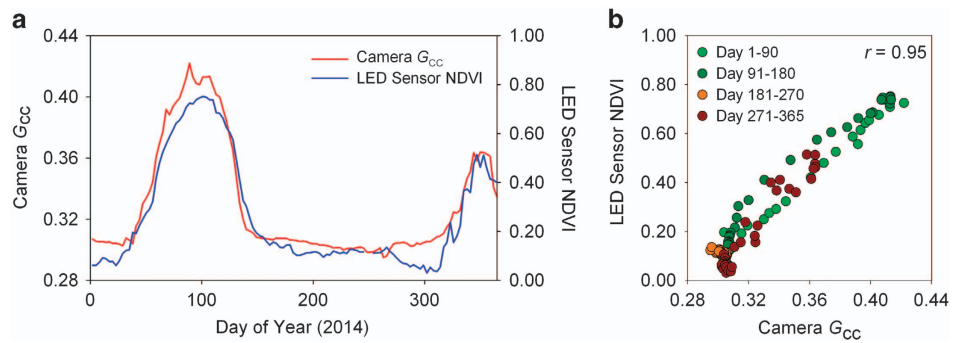 a
0.44
0.40
0.36
0.32
0.28
Camera GCC
1.00
0.80
0.60
0.40
0.20
0.00
LED Sensor NDVI
Camera GCC
LED Sensor NDVI
0
100
200
300
Day of Year (2014)
b
1.00
0.80
0.60
0.40
0.20
0.00
LED Sensor NDVI
Day 1-90
Day 91-180
Day 181-270
Day 271-365
r = 0.95
0.28
0.32
0.36
0.40
0.44
Camera GCC